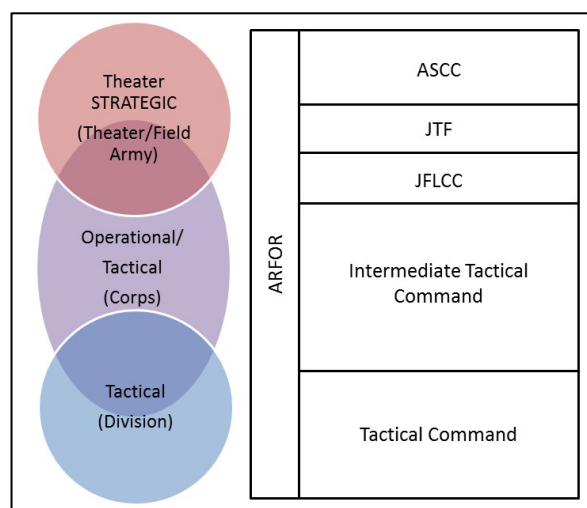 Theater
STRATEGIC
(Theater/Field
Army)
Operational/
Tactical
(Corps)
Tactical
(Division)
ARFOR
ASCC
JTF
JFLCC
Intermediate Tactical
Command
Tactical Command